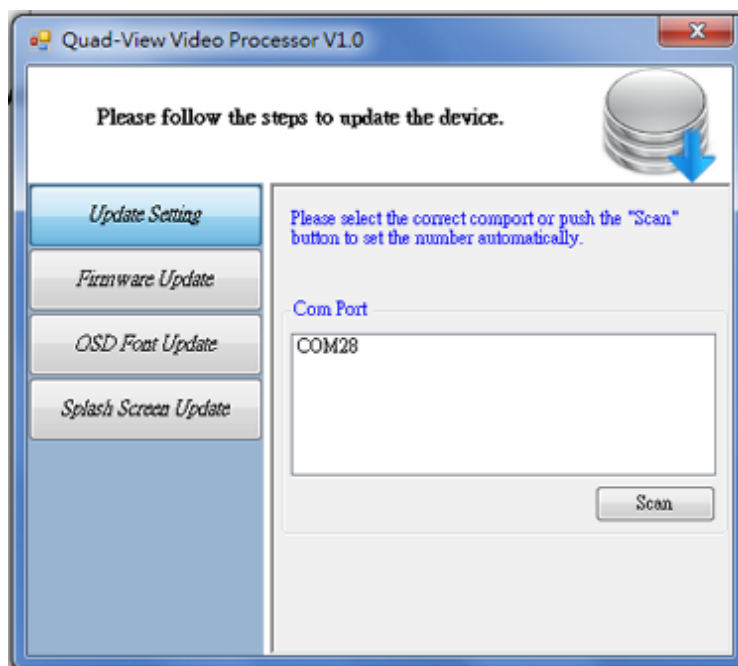 Quad-View Video Processor V1.0
Please follow the steps to update the device.
Update Setting
Firmware Update
OSD Font Update
Splash Screen Update
Please select the correct comport or push the "Scan"
button to set the number automatically.
Com Port
COM28
Scan